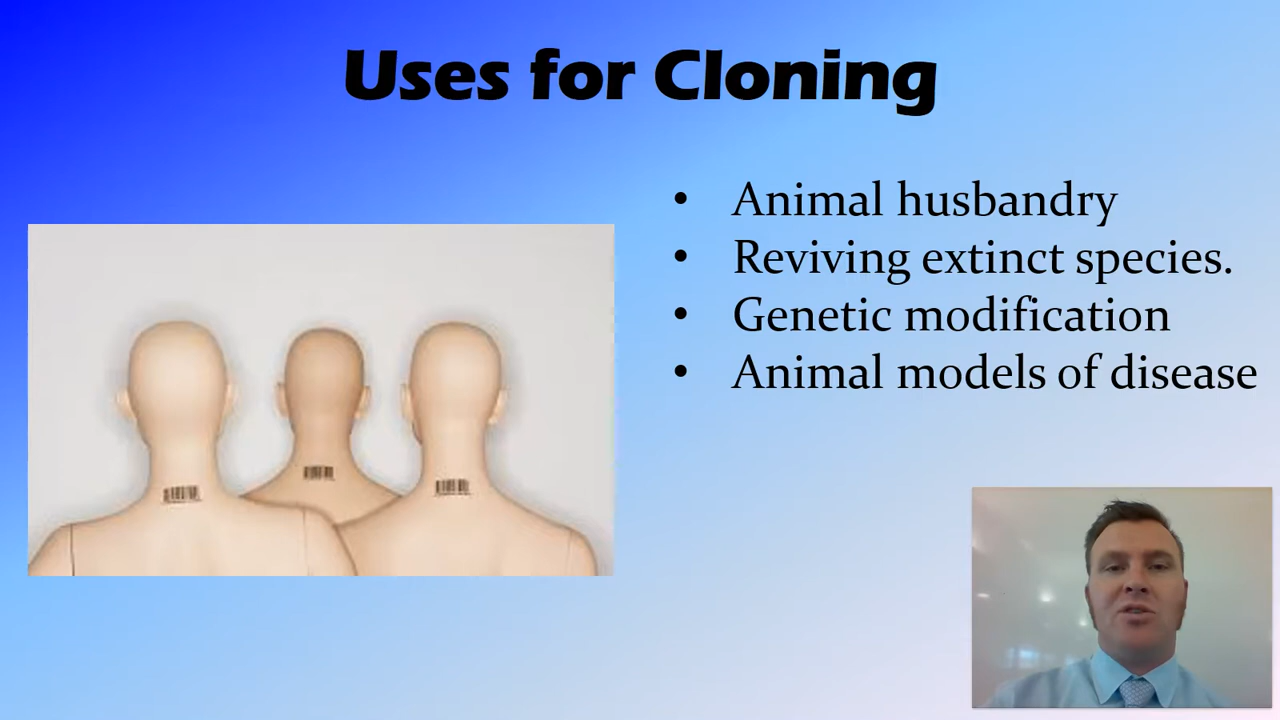 Uses for Cloning
• Animal husbandry
• Reviving extinct species.
• Genetic modification
• Animal models of disease